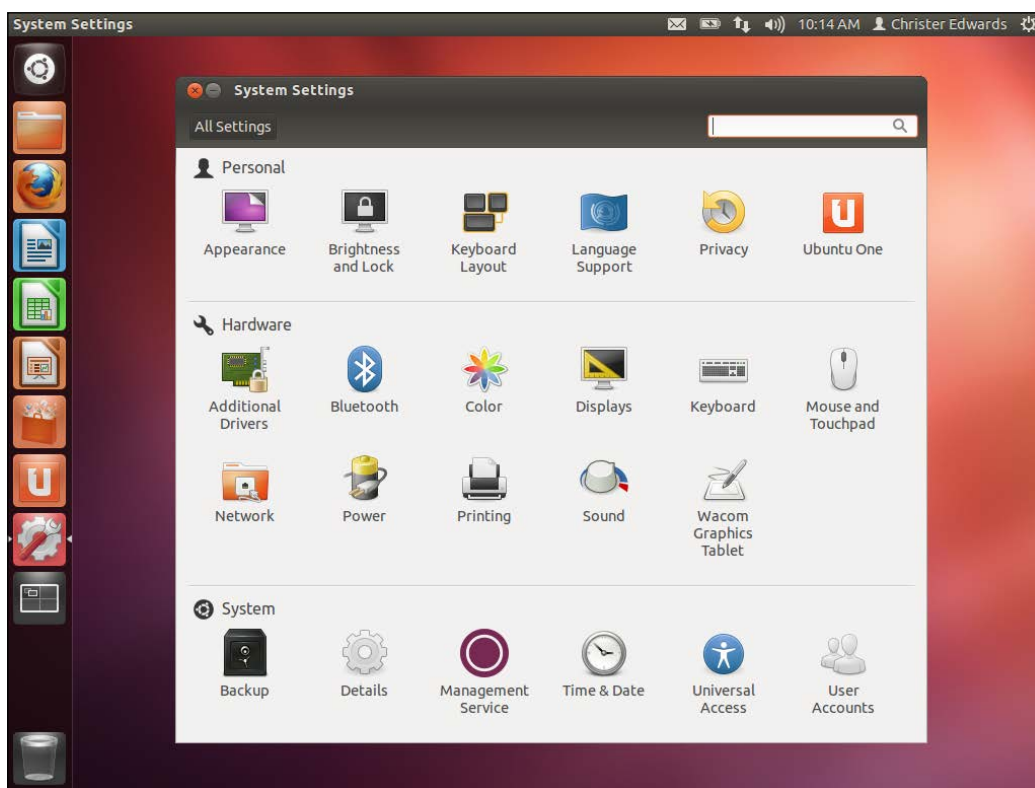 System Settings
10:14 AM Christer Edwards
System Settings
All Settings
Personal
Appearance
Brightness
and Lock
Keyboard
Layout
Language
Support
Privacy
Ubuntu One
Hardware
Additional
Drivers
Bluetooth
Color
Displays
Keyboard
Mouse and
Touchpad
Network
Power
Printing
Sound
Wacom
Graphics
Tablet
System
Backup
Details
Management
Service
Time & Date
Universal
Access
User
Accounts